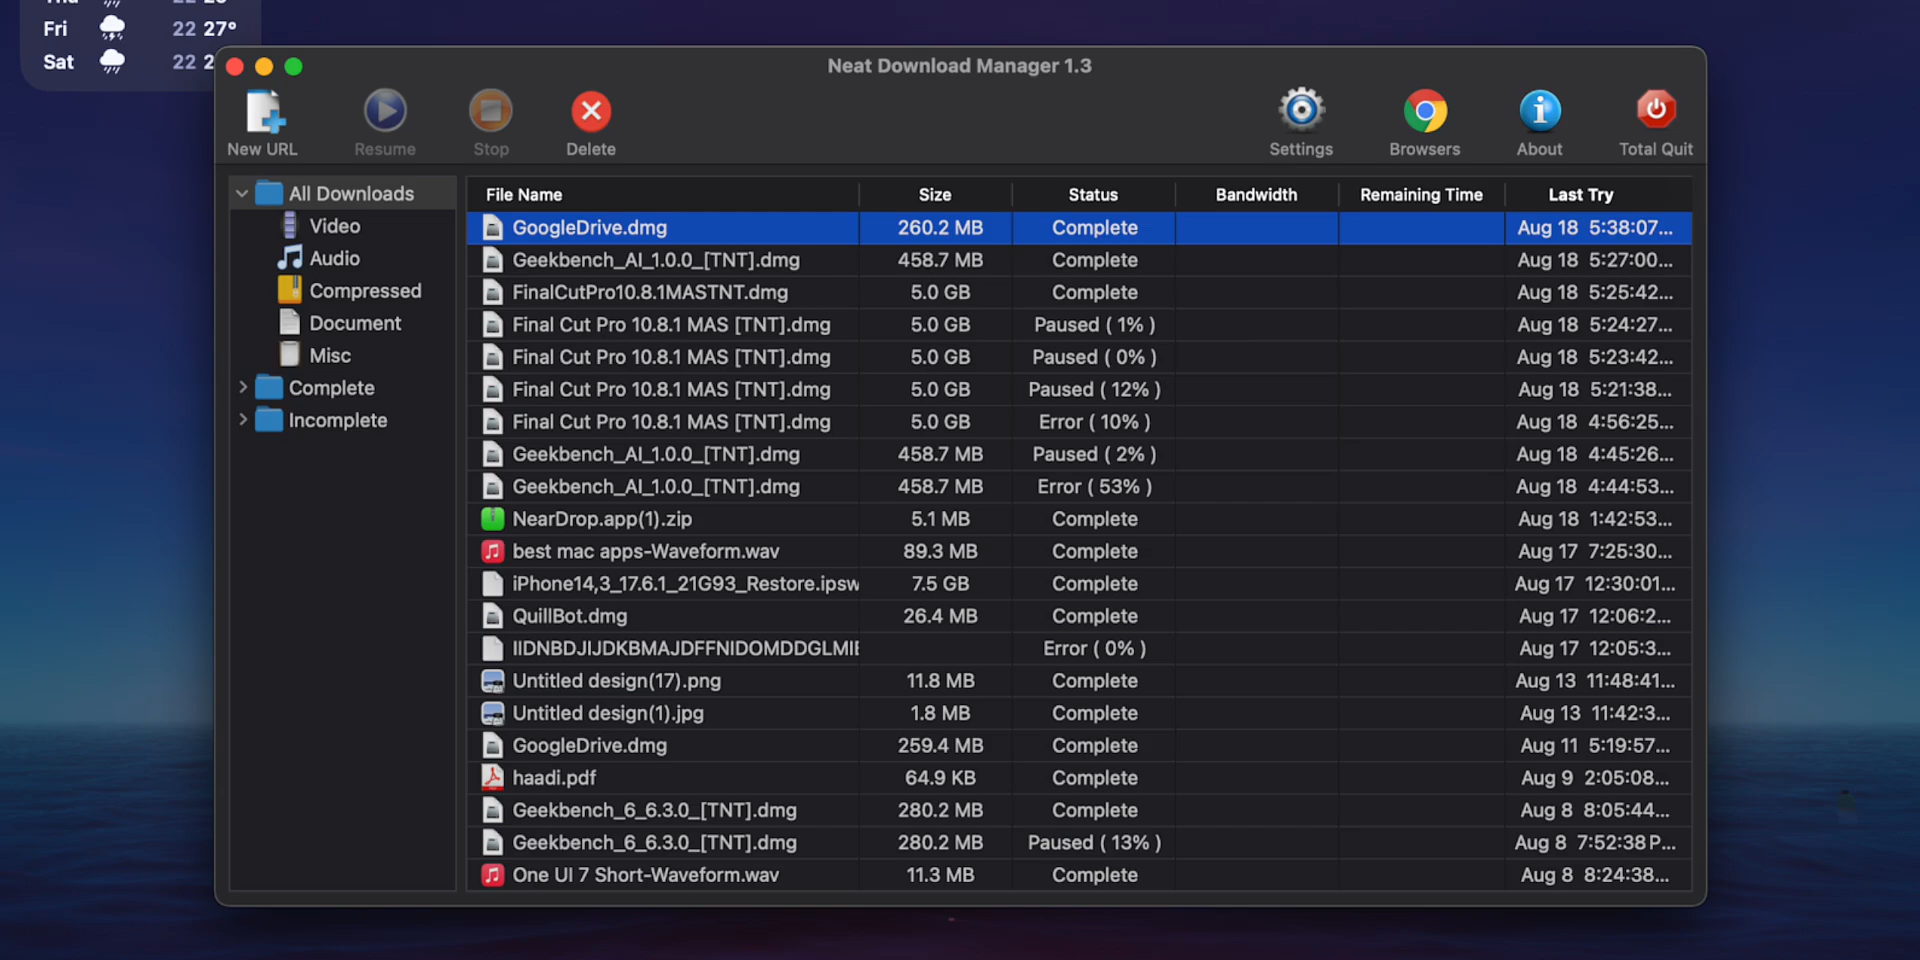 Fri 22 27°
Sat 22
Neat Download Manager 1.3
New URL Resume Stop Delete Settings Browsers About Total Quit
All Downloads
Video
Audio
Compressed
Document
Misc
Complete
Incomplete
File Name Size Status Bandwidth Remaining Time Last Try
GoogleDrive.dmg 260.2 MB Complete Aug 18 5:38:07...
Geekbench_AI_1.0.0_[TNT].dmg 458.7 MB Complete Aug 18 5:27:00...
FinalCutPro10.8.1MASTNT.dmg 5.0 GB Complete Aug 18 5:25:42...
Final Cut Pro 10.8.1 MAS [TNT].dmg 5.0 GB Paused ( 1% ) Aug 18 5:24:27...
Final Cut Pro 10.8.1 MAS [TNT].dmg 5.0 GB Paused ( 0% ) Aug 18 5:23:42...
Final Cut Pro 10.8.1 MAS [TNT].dmg 5.0 GB Paused ( 12% ) Aug 18 5:21:38...
Final Cut Pro 10.8.1 MAS [TNT].dmg 5.0 GB Error ( 10% ) Aug 18 4:56:25...
Geekbench_AI_1.0.0_[TNT].dmg 458.7 MB Paused ( 2% ) Aug 18 4:45:26...
Geekbench_AI_1.0.0_[TNT].dmg 458.7 MB Error ( 53% ) Aug 18 4:44:53...
NearDrop.app(1).zip 5.1 MB Complete Aug 18 1:42:53...
best mac apps-Waveform.wav 89.3 MB Complete Aug 17 7:25:30...
iPhone14,3_17.6.1_21G93_Restore.ipsw 7.5 GB Complete Aug 17 12:30:01...
QuillBot.dmg 26.4 MB Complete Aug 17 12:06:2...
IIDNBDJIJDKBMAJDFFNIDOMDDGLMIE Error ( 0% ) Aug 17 12:05:3...
Untitled design(17).png 11.8 MB Complete Aug 13 11:48:41...
Untitled design(1).jpg 1.8 MB Complete Aug 13 11:42:3...
GoogleDrive.dmg 259.4 MB Complete Aug 11 5:19:57...
haadi.pdf 64.9 KB Complete Aug 9 2:05:08...
Geekbench_6_6.3.0_[TNT].dmg 280.2 MB Complete Aug 8 8:05:44...
Geekbench_6_6.3.0_[TNT].dmg 280.2 MB Paused ( 13% ) Aug 8 7:52:38 P...
One UI 7 Short-Waveform.wav 11.3 MB Complete Aug 8 8:24:38...